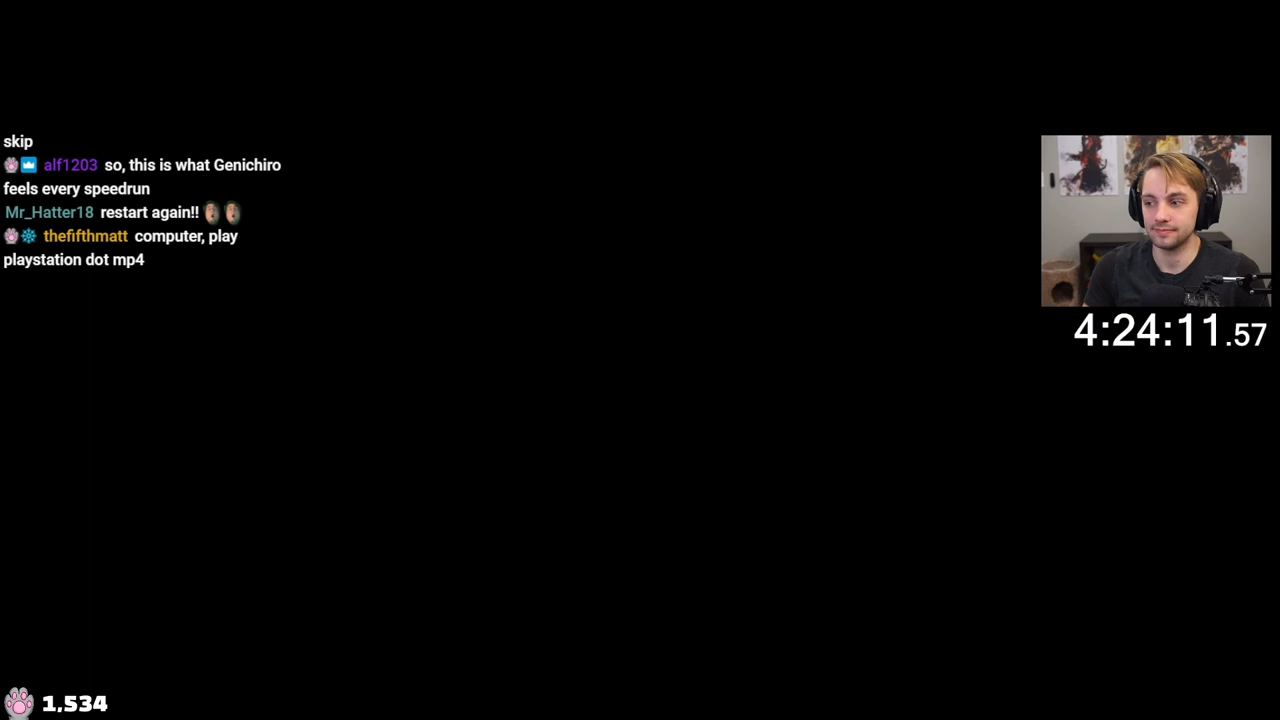 skip
alf1203 so, this is what Genichiro
feels every speedrun
Mr_Hatter18 restart again!!
thefifthmatt computer, play
playstation dot mp4
4:24:11.57
1,534